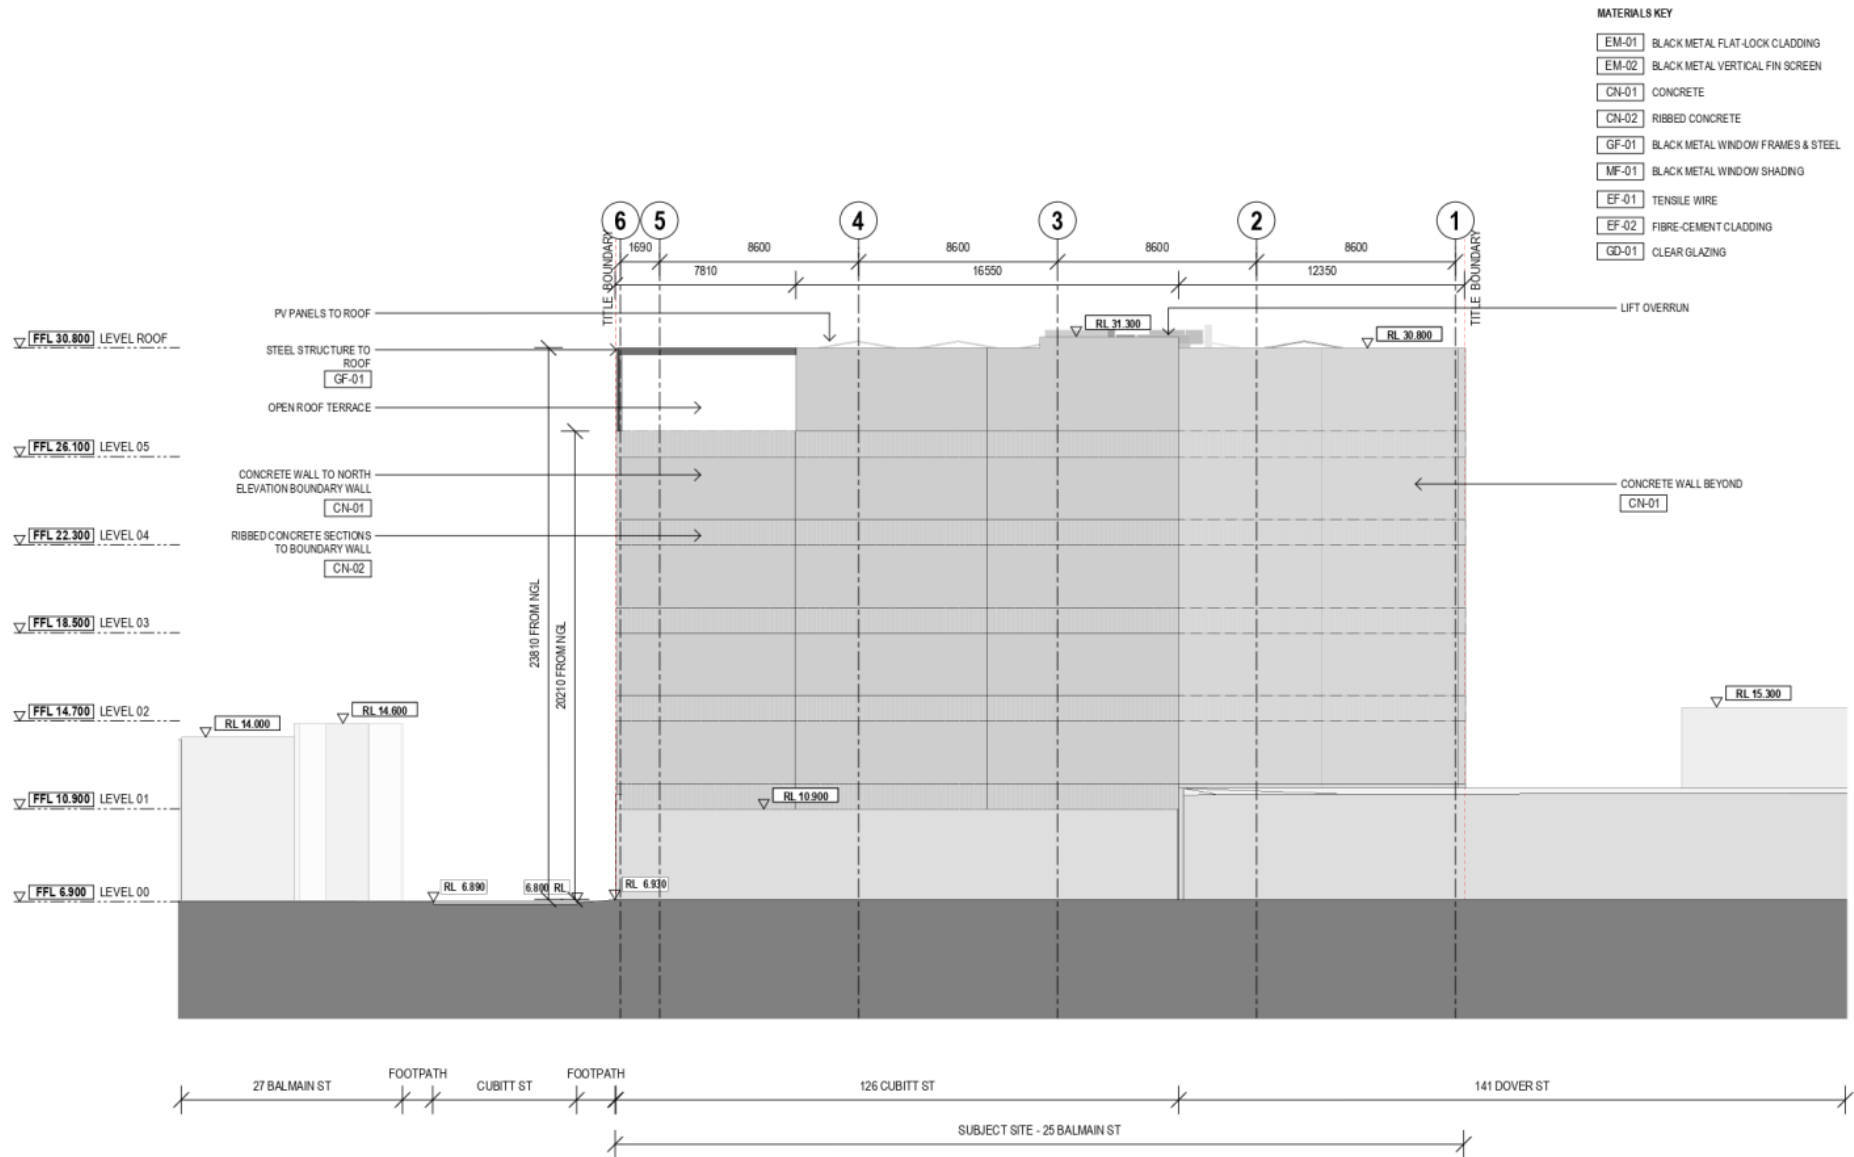 MATERIALS KEY
EM-01 BLACK METAL FLAT-LOCK CLADDING
EM-02 BLACK METAL VERTICAL FIN SCREEN
CN-01 CONCRETE
CN-02 RIBBED CONCRETE
GF-01 BLACK METAL WINDOW FRAMES & STEEL
MF-01 BLACK METAL WINDOW SHADING
EF-01 TENSILE WIRE
EF-02 FIBRE-CEMENT CLADDING
GD-01 CLEAR GLAZING
6 5 4 3 2 1
1690 8600 8600 8600 8600
7810 16550 12350
TITLE BOUNDARY
TITLE BOUNDARY
PV PANELS TO ROOF
LIFT OVERRUN
RL 31.300
RL 30.800
FFL 30.800 LEVEL ROOF
STEEL STRUCTURE TO
ROOF
GF-01
OPEN ROOF TERRACE
FFL 26.100 LEVEL 05
CONCRETE WALL TO NORTH
ELEVATION BOUNDARY WALL
CN-01
CONCRETE WALL BEYOND
CN-01
FFL 22.300 LEVEL 04
RIBBED CONCRETE SECTIONS
TO BOUNDARY WALL
CN-02
23810 FROM NGL
20210 FROM NGL
FFL 18.500 LEVEL 03
FFL 14.700 LEVEL 02
RL 14.000
RL 14.600
RL 15.300
FFL 10.900 LEVEL 01
RL 10.900
FFL 6.900 LEVEL 00
RL 6.890
6.800 RL
RL 6.930
27 BALMAIN ST
FOOTPATH
CUBITT ST
FOOTPATH
126 CUBITT ST
141 DOVER ST
SUBJECT SITE - 25 BALMAIN ST